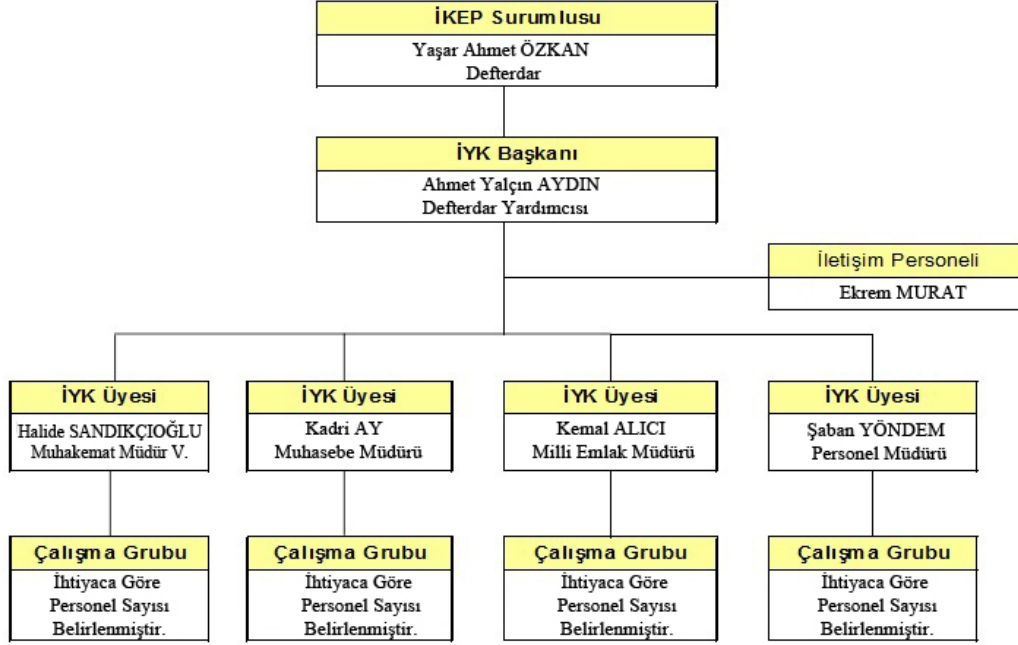 İKEP Surumlusu
Yaşar Ahmet ÖZKAN
Defterdar
İYK Başkanı
Ahmet Yalçın AYDIN
Defterdar Yardımcısı
İletişim Personeli
Ekrem MURAT
İYK Üyesi
Halide SANDIKÇIOĞLU
Muhakemat Müdür V.
İYK Üyesi
Kadri AY
Muhasebe Müdürü
İYK Üyesi
Kemal ALICI
Milli Emlak Müdürü
İYK Üyesi
Şaban YÖNDEM
Personel Müdürü
Çalışma Grubu
İhtiyaca Göre
Personel Sayısı
Belirlenmiştir.
Çalışma Grubu
İhtiyaca Göre
Personel Sayısı
Belirlenmiştir.
Çalışma Grubu
İhtiyaca Göre
Personel Sayısı
Belirlenmiştir.
Çalışma Grubu
İhtiyaca Göre
Personel Sayısı
Belirlenmiştir.